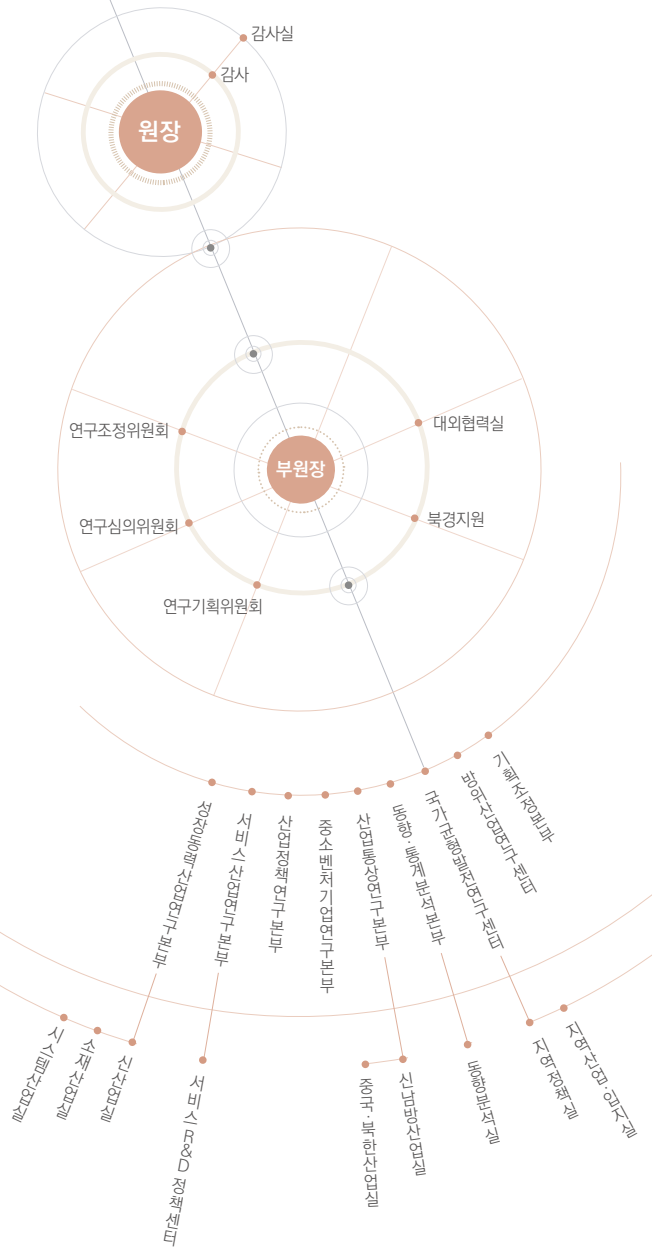 감사실
감사
원장
대외협력실
연구조정위원회
부원장
북경지원
연구심의위원회
연구기획위원회
성장동력산업연구본부
서비스산업연구본부
산업정책연구본부
중소벤처기업연구본부
산업통상연구본부
동향·통계분석본부
국가균형발전연구센터
방위산업연구센터
기획조정본부
시스템산업실
소재산업실
신산업실
서비스R&D 정책센터
중국·북한산업실
신남방산업실
동향분석실
지역정책실
지역산업·입지실